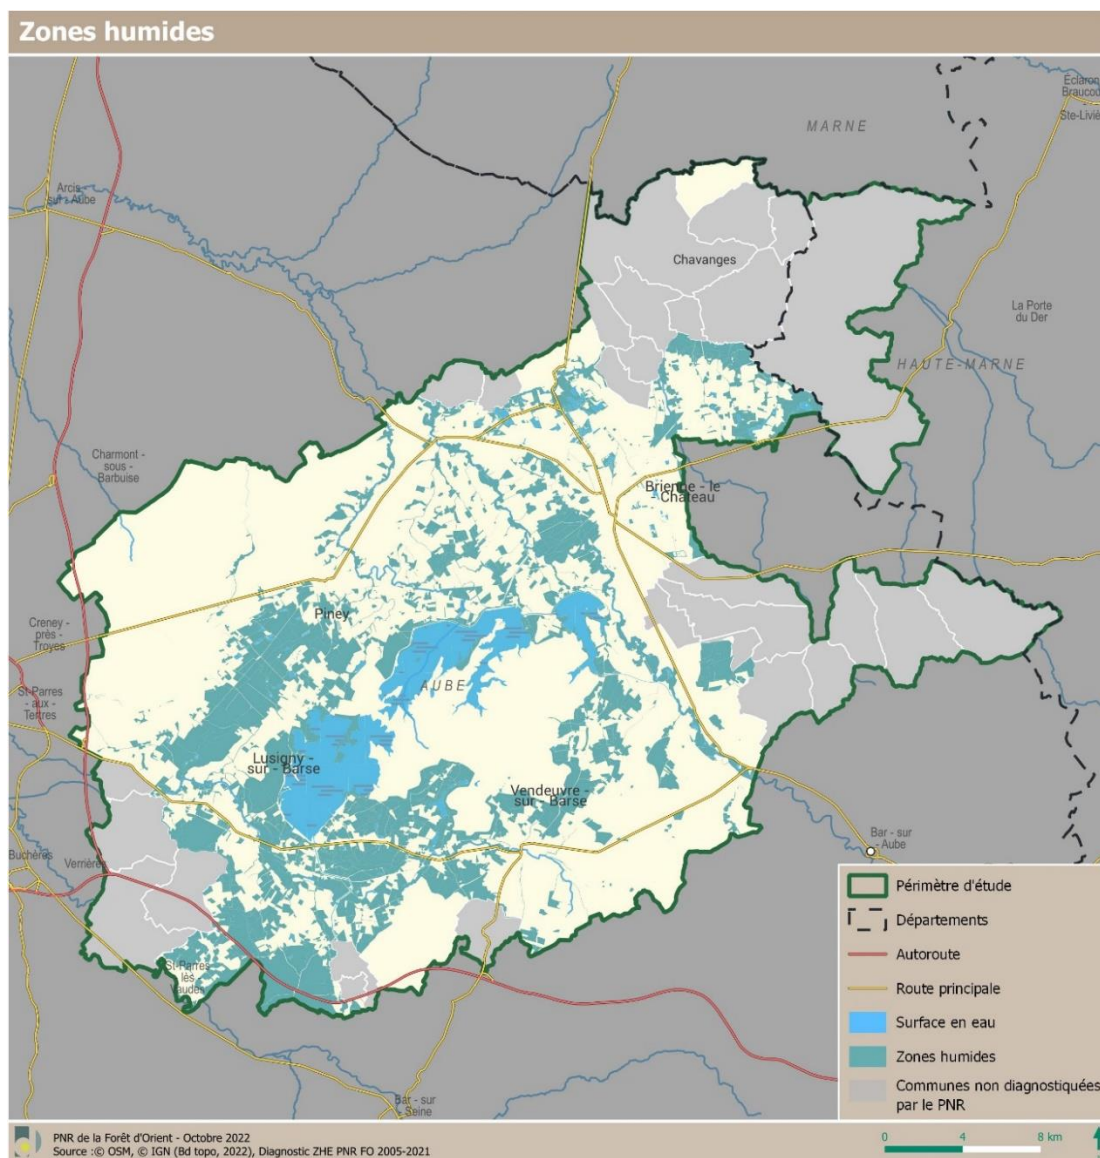 Zones humides
MARNE
Éclaron
Braucou
-
Ste-Liviè
Arcis
- sur - Aube
Chavanges
La Porte
du Der
HAUTE-MARNE
Charmont -
sous -
Barbuise
Brienne - le
Château
Piney
Creney -
près -
Troyes
AUBE
St-Parres
- aux -
Tertres
Lusigny -
sur - Barse
Vendeuvre -
sur - Barse
Bar - sur
- Aube
Buchères
Verrière
St-Parres
lès -
Vaudes
Bar - sur
- Seine
Périmètre d'étude
Départements
Autoroute
Route principale
Surface en eau
Zones humides
Communes non diagnostiquées
par le PNR
PNR de la Forêt d'Orient - Octobre 2022
Source :© OSM, © IGN (Bd topo, 2022), Diagnostic ZHE PNR FO 2005-2021
0 4 8 km